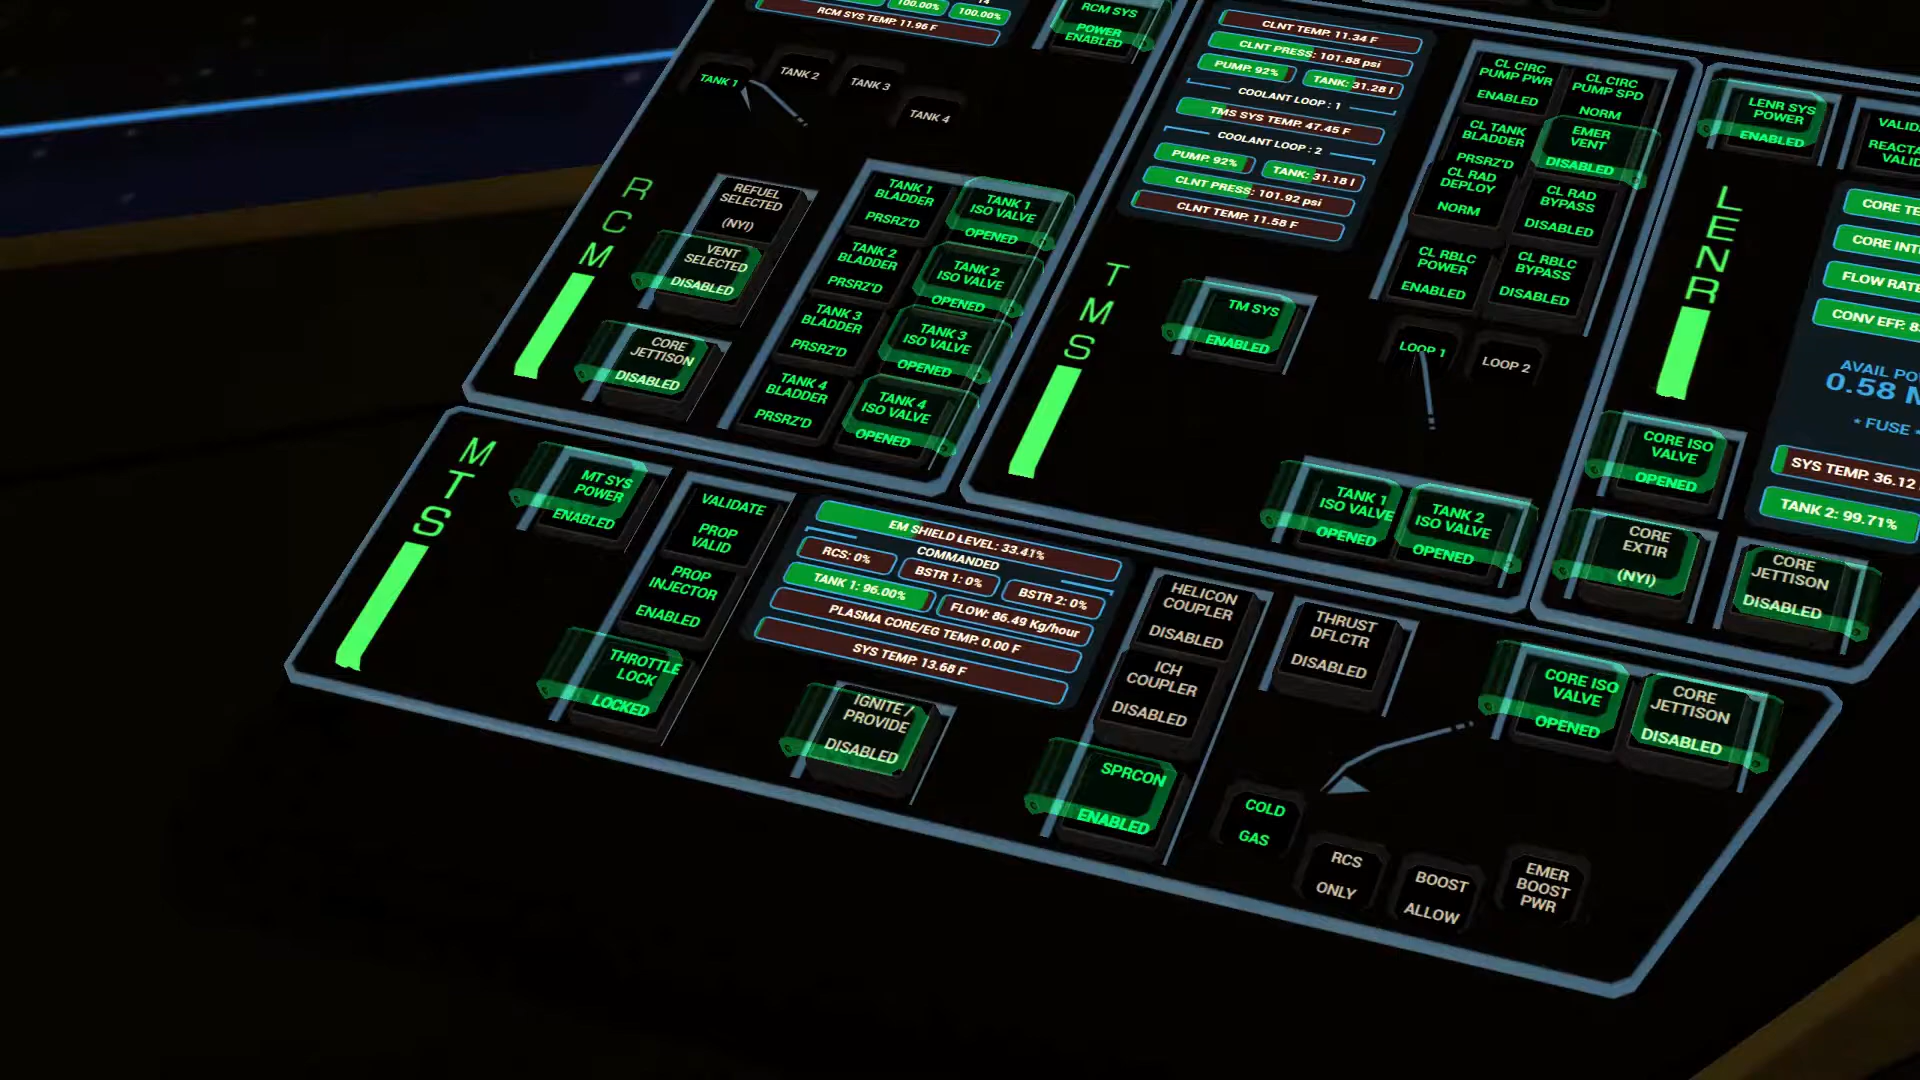 100.00%
100.00%
RCM SYS TEMP: 11.96 F
RCM SYS
POWER
ENABLED
TANK 1
TANK 2
TANK 3
TANK 4
RCM
REFUEL
SELECTED
(NYI)
VENT
SELECTED
DISABLED
CORE
JETTISON
DISABLED
TANK 1
BLADDER
PRSRZ'D
TANK 1
ISO VALVE
OPENED
TANK 2
BLADDER
PRSRZ'D
TANK 2
ISO VALVE
OPENED
TANK 3
BLADDER
PRSRZ'D
TANK 3
ISO VALVE
OPENED
TANK 4
BLADDER
PRSRZ'D
TANK 4
ISO VALVE
OPENED
CLNT TEMP: 11.34 F
CLNT PRESS: 101.88 psi
PUMP: 92%
TANK: 31.28 l
COOLANT LOOP : 1
TMS SYS TEMP: 47.45 F
COOLANT LOOP : 2
PUMP: 92%
TANK: 31.18 l
CLNT PRESS: 101.92 psi
CLNT TEMP: 11.58 F
TMS
TM SYS
ENABLED
CL CIRC
PUMP PWR
ENABLED
CL CIRC
PUMP SPD
NORM
CL TANK
BLADDER
PRSRZ'D
EMER
VENT
DISABLED
CL RAD
DEPLOY
NORM
CL RAD
BYPASS
DISABLED
CL RBLC
POWER
ENABLED
CL RBLC
BYPASS
DISABLED
LOOP 1
LOOP 2
TANK 1
ISO VALVE
OPENED
TANK 2
ISO VALVE
OPENED
LENR SYS
POWER
ENABLED
LENR
CORE ISO
VALVE
OPENED
CORE
EXTIR
(NYI)
CORE
JETTISON
DISABLED
AVAIL
0.58
* FUSE *
SYS TEMP: 36.12
TANK 2: 99.71%
MTS
MT SYS
POWER
ENABLED
VALIDATE
PROP
VALID
PROP
INJECTOR
ENABLED
THROTTLE
LOCK
LOCKED
EM SHIELD LEVEL: 33.41%
COMMANDED
RCS: 0%
BSTR 1: 0%
BSTR 2: 0%
TANK 1: 96.00%
FLOW: 86.49 Kg/hour
PLASMA CORE/EG TEMP: 0.00 F
SYS TEMP: 13.68 F
IGNITE /
PROVIDE
DISABLED
HELICON
COUPLER
DISABLED
ICH
COUPLER
DISABLED
SPRCON
ENABLED
THRUST
DFLCTR
DISABLED
CORE ISO
VALVE
OPENED
CORE
JETTISON
DISABLED
COLD
GAS
RCS
ONLY
BOOST
ALLOW
EMER
BOOST
PWR